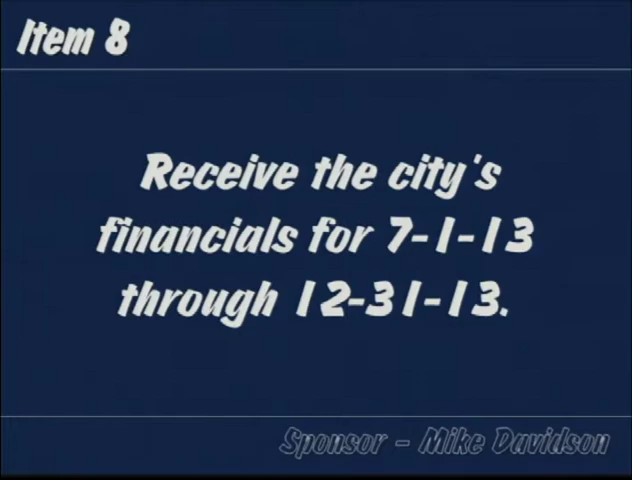 Item 8
Receive the city's
financials for 7-1-13
through 12-31-13.
Sponsor - Mike Davidson